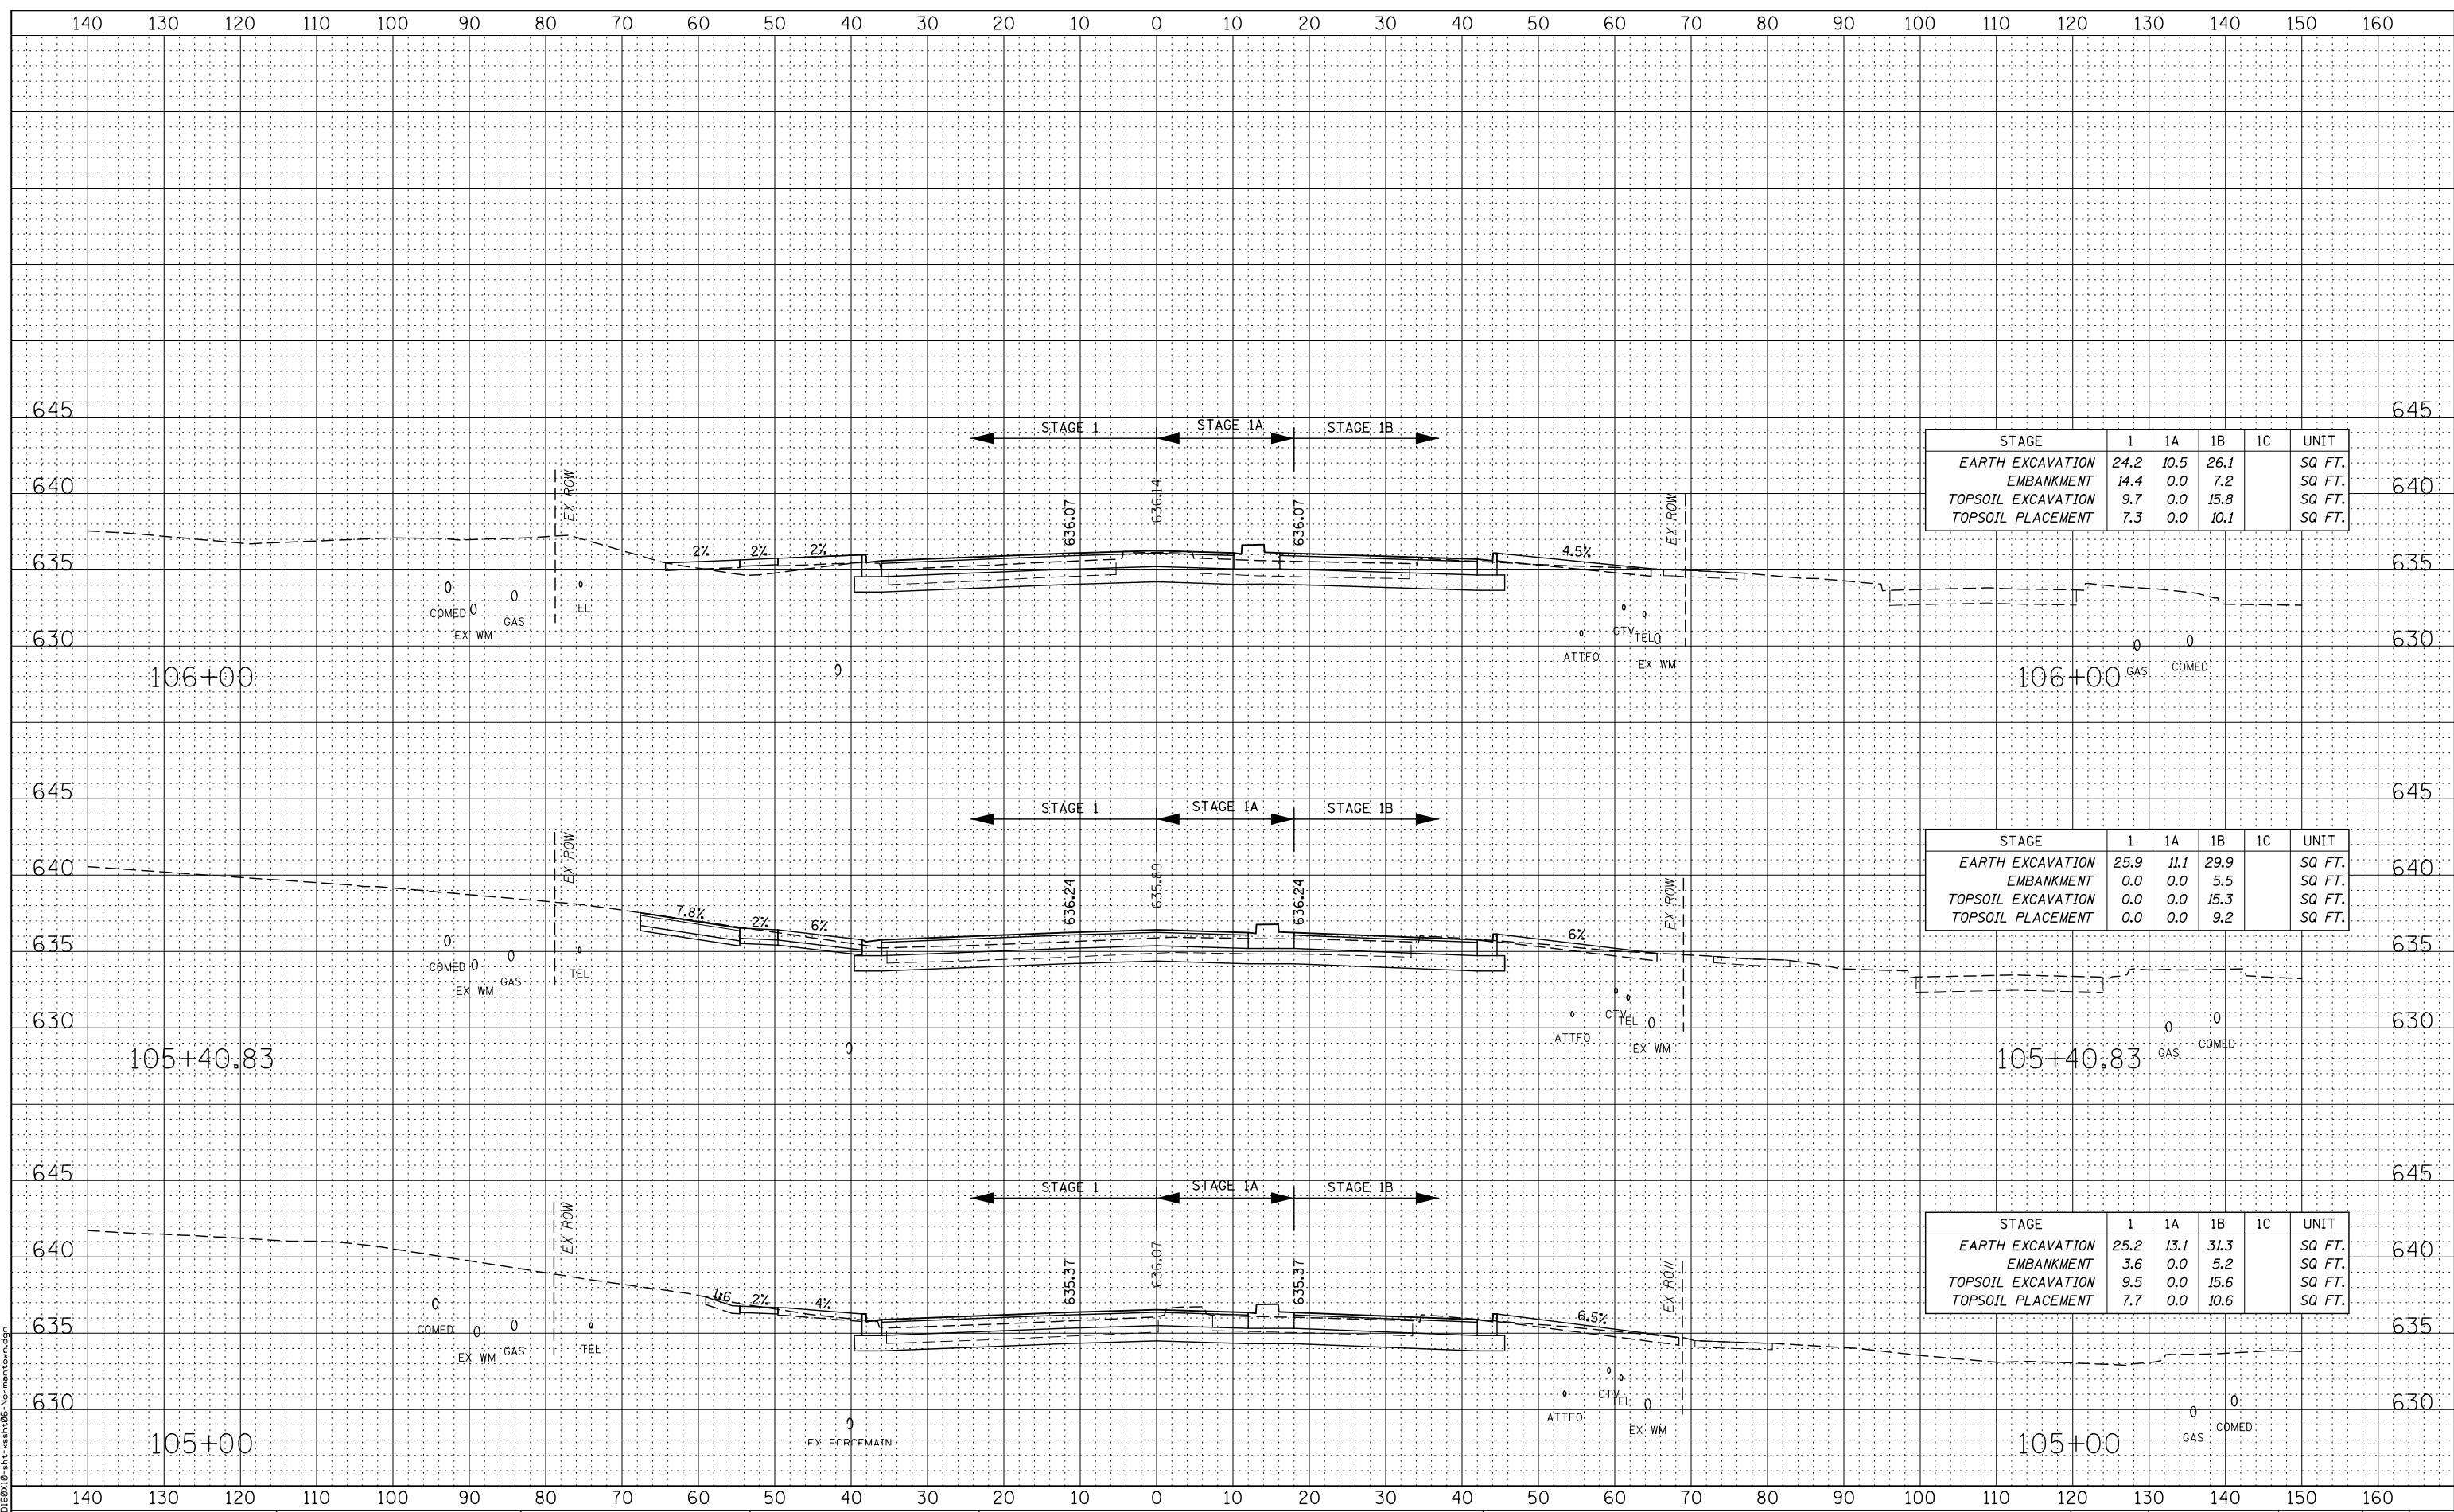 140 130 120 110 100 90 80 70 60 50 40 30 20 10 0 10 20 30 40 50 60 70 80 90 100 110 120 130 140 150 160
645 645
STAGE 1 STAGE 1A STAGE 1B
STAGE 1 1A 1B 1C UNIT
EARTH EXCAVATION 24.2 10.5 26.1 SQ FT.
EMBANKMENT 14.4 0.0 7.2 SQ FT.
TOPSOIL EXCAVATION 9.7 0.0 15.8 SQ FT.
TOPSOIL PLACEMENT 7.3 0.0 10.1 SQ FT.
640 640
EX ROW 636.07 636.14 636.07 EX ROW
2% 2% 2% 4.5%
635 635
COMED EX WM GAS TEL
ATTFO CTV TEL EX WM
630 630
106+00 106+00 GAS COMED
645 645
STAGE 1 STAGE 1A STAGE 1B
STAGE 1 1A 1B 1C UNIT
EARTH EXCAVATION 25.9 11.1 29.9 SQ FT.
EMBANKMENT 0.0 0.0 5.5 SQ FT.
TOPSOIL EXCAVATION 0.0 0.0 15.3 SQ FT.
TOPSOIL PLACEMENT 0.0 0.0 9.2 SQ FT.
640 640
EX ROW 636.24 635.89 636.24 EX ROW
7.8% 2% 6% 6%
635 635
COMED EX WM GAS TEL
ATTFO CTV TEL EX WM
630 630
105+40.83 105+40.83 GAS COMED
645 645
STAGE 1 STAGE 1A STAGE 1B
STAGE 1 1A 1B 1C UNIT
EARTH EXCAVATION 25.2 13.1 31.3 SQ FT.
EMBANKMENT 3.6 0.0 5.2 SQ FT.
TOPSOIL EXCAVATION 9.5 0.0 15.6 SQ FT.
TOPSOIL PLACEMENT 7.7 0.0 10.6 SQ FT.
640 640
EX ROW 635.37 636.07 635.37 EX ROW
1:6 2% 4% 6.5%
635 635
COMED EX WM GAS TEL
ATTFO CTV TEL EX WM
630 630
105+00 EX FORCEMAIN 105+00 GAS COMED
D160X10-sht-xssht06-Normantown.dgn
140 130 120 110 100 90 80 70 60 50 40 30 20 10 0 10 20 30 40 50 60 70 80 90 100 110 120 130 140 150 160